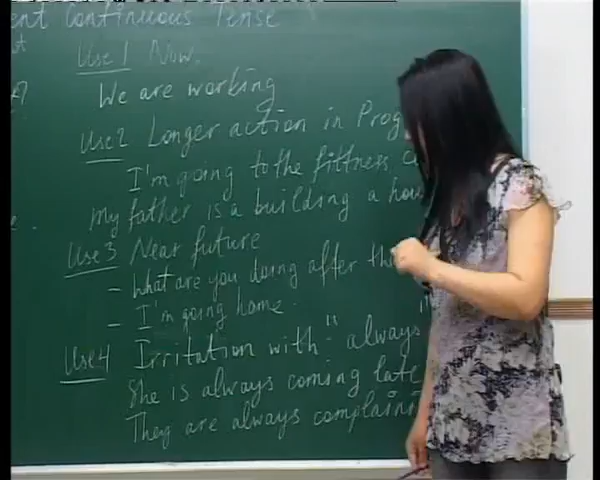 ent Continuous Tense
Use 1 Now.
We are working
Use 2 Longer action in Prog
I'm going to the fittness c
my father is a building a hou
Use 3 Near future
- What are you doing after th
- I'm going home.
Use 4 Irritation with "always"
She is always coming late
They are always complainin